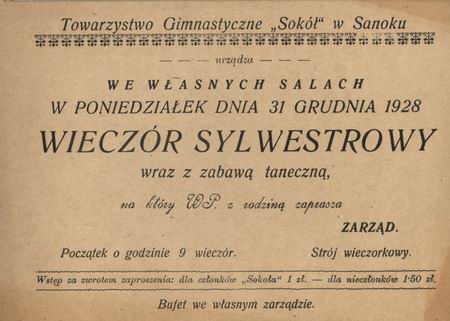 Towarzystwo Gimnastyczne „Sokół" w Sanoku
— — — urządza — — —
WE WŁASNYCH SALACH
W PONIEDZIAŁEK DNIA 31 GRUDNIA 1928
WIECZÓR SYLWESTROWY
wraz z zabawą taneczną,
na który WP. z rodziną zaprasza
ZARZĄD.
Początek o godzinie 9 wieczór. Strój wieczorkowy.
Wstęp za zwrotem zaproszenia: dla członków „Sokoła" 1 zł. — dla nieczłonków 1·50 zł.
Bufet we własnym zarządzie.